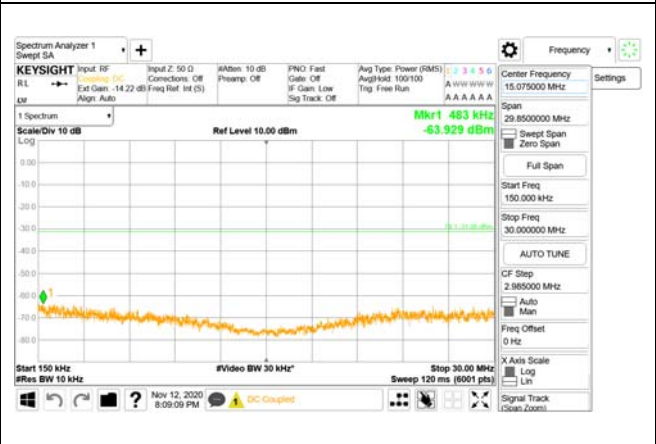 Spectrum Analyzer 1
Swept SA
Frequency
KEYSIGHT
RL
Input: RF
Coupling: DC
Ext Gain: -14.22 dB
Align: Auto
Input Z: 50 Ω
Corrections: Off
Freq Ref: Int (S)
#Atten: 10 dB
Preamp: Off
PNO: Fast
Gate: Off
IF Gain: Low
Sig Track: Off
Avg Type: Power (RMS)
Avg|Hold: 100/100
Trig: Free Run
1 2 3 4 5 6
A W W W W W
A A A A A A
Center Frequency
15.075000 MHz
Settings
Span
29.8500000 MHz
Swept Span
Zero Span
Full Span
Start Freq
150.000 kHz
Stop Freq
30.000000 MHz
AUTO TUNE
CF Step
2.985000 MHz
Auto
Man
Freq Offset
0 Hz
X Axis Scale
Log
Lin
Signal Track
(Span Zoom)
1 Spectrum
Scale/Div 10 dB
Log
Ref Level 10.00 dBm
Mkr1 483 kHz
-63.929 dBm
0.00
-10.0
-20.0
-30.0
-40.0
-50.0
-60.0
-70.0
-80.0
1
Start 150 kHz
#Res BW 10 kHz
#Video BW 30 kHz*
Stop 30.00 MHz
Sweep 120 ms (6001 pts)
?
Nov 12, 2020
8:09:09 PM
1
DC Coupled